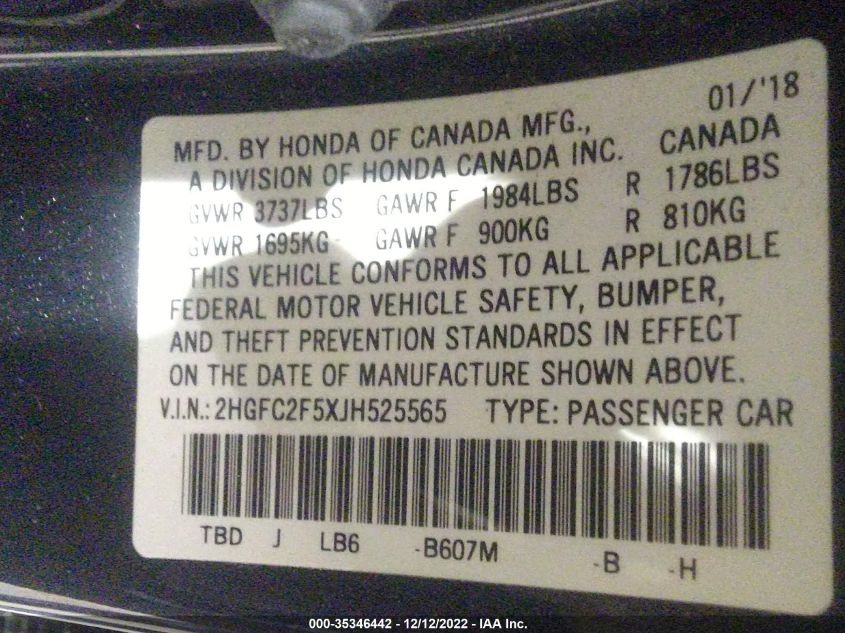 01/'18
MFD. BY HONDA OF CANADA MFG., CANADA
A DIVISION OF HONDA CANADA INC.
GVWR 3737LBS GAWR F 1984LBS R 1786LBS
GVWR 1695KG GAWR F 900KG R 810KG
THIS VEHICLE CONFORMS TO ALL APPLICABLE
FEDERAL MOTOR VEHICLE SAFETY, BUMPER,
AND THEFT PREVENTION STANDARDS IN EFFECT
ON THE DATE OF MANUFACTURE SHOWN ABOVE.
V.I.N.: 2HGFC2F5XJH525565 TYPE: PASSENGER CAR
TBD J LB6 -B607M -B -H
000-35346442 - 12/12/2022 - IAA Inc.